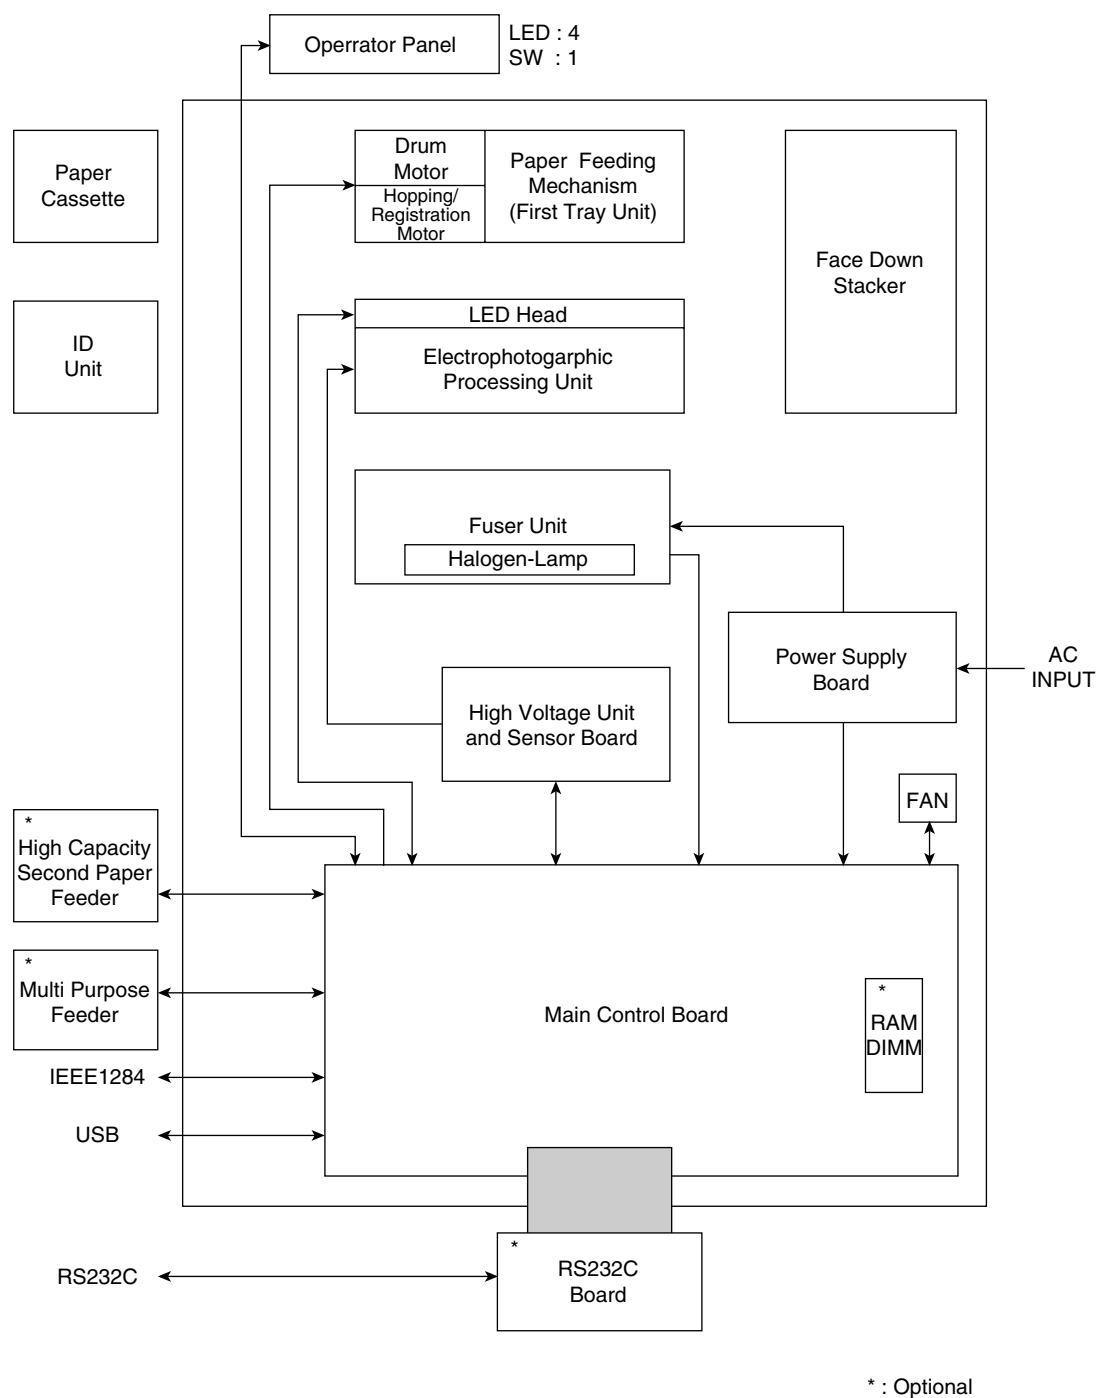 Operrator Panel
LED : 4
SW : 1
Paper
Cassette
Drum
Motor
Hopping/
Registration
Motor
Paper Feeding
Mechanism
(First Tray Unit)
Face Down
Stacker
ID
Unit
LED Head
Electrophotogarphic
Processing Unit
Fuser Unit
Halogen-Lamp
Power Supply
Board
AC
INPUT
High Voltage Unit
and Sensor Board
FAN
*
High Capacity
Second Paper
Feeder
*
Multi Purpose
Feeder
Main Control Board
*
RAM
DIMM
IEEE1284
USB
RS232C
*
RS232C
Board
* : Optional